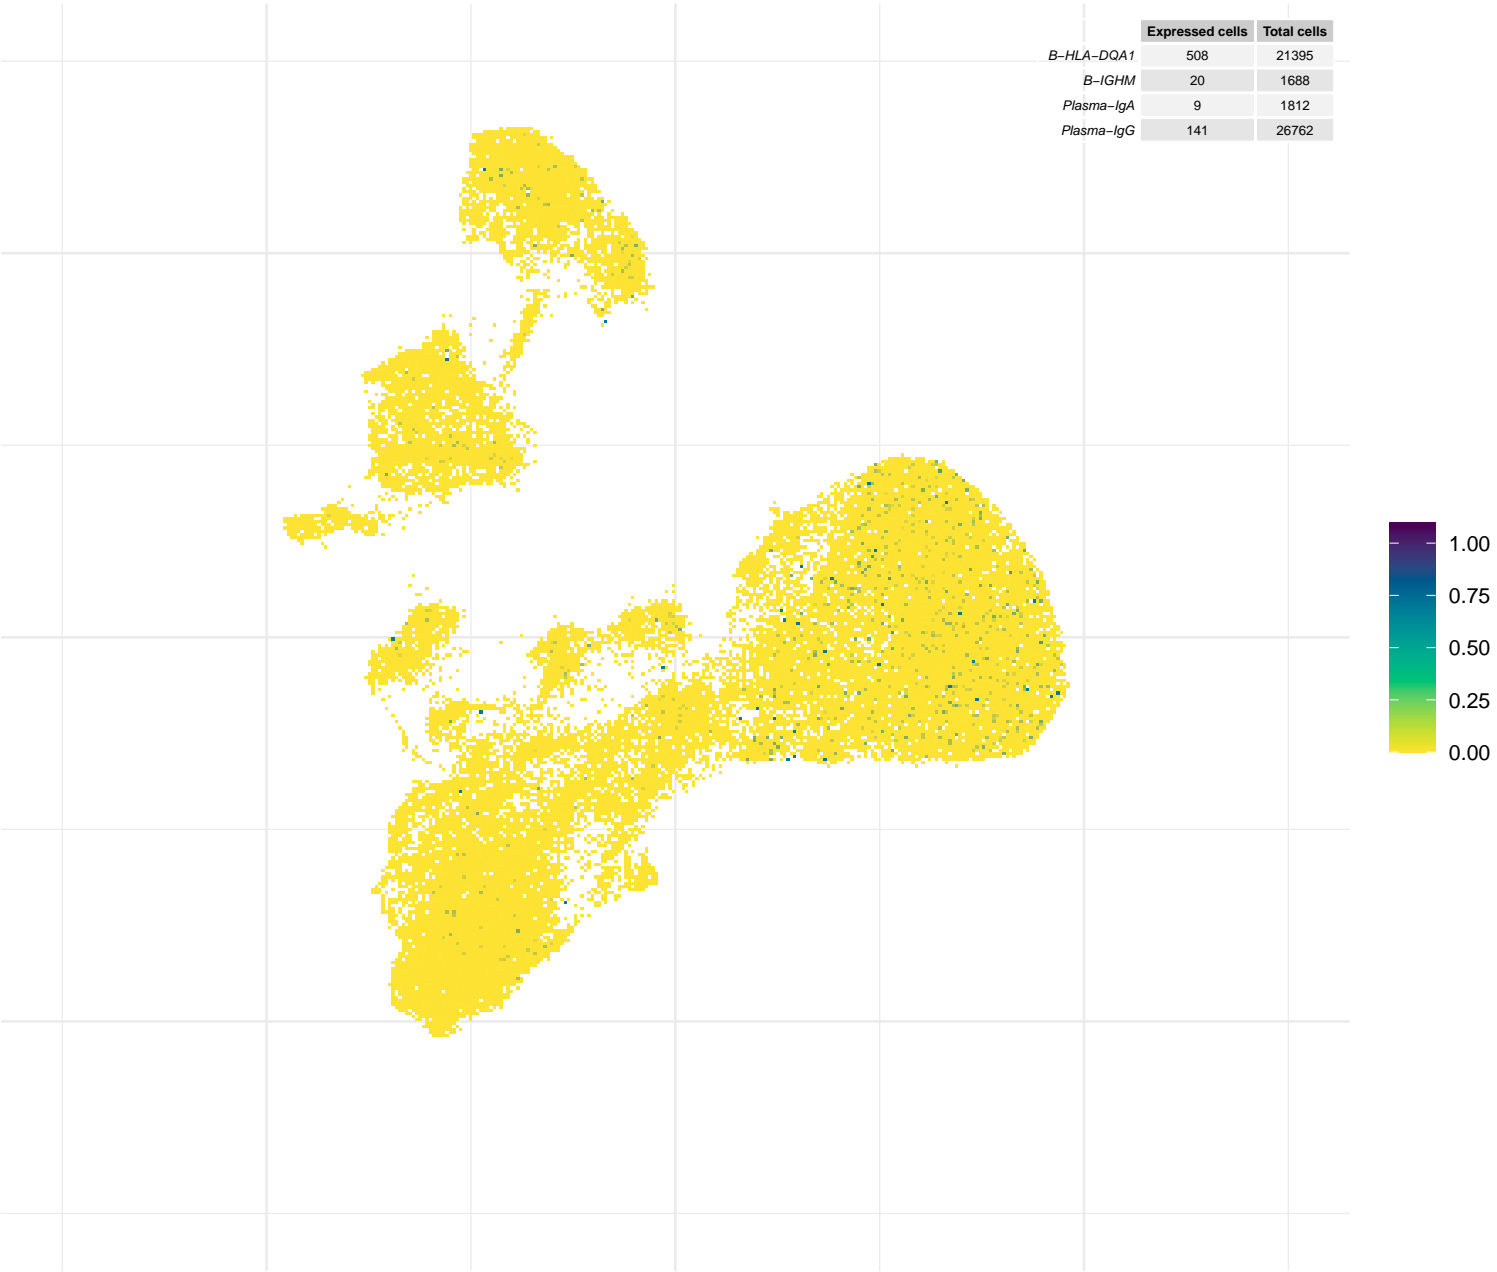 Expressed cells Total cells
B−HLA−DQA1 508 21395
B−IGHM 20 1688
Plasma−IgA 9 1812
Plasma−IgG 141 26762
1.00
0.75
0.50
0.25
0.00